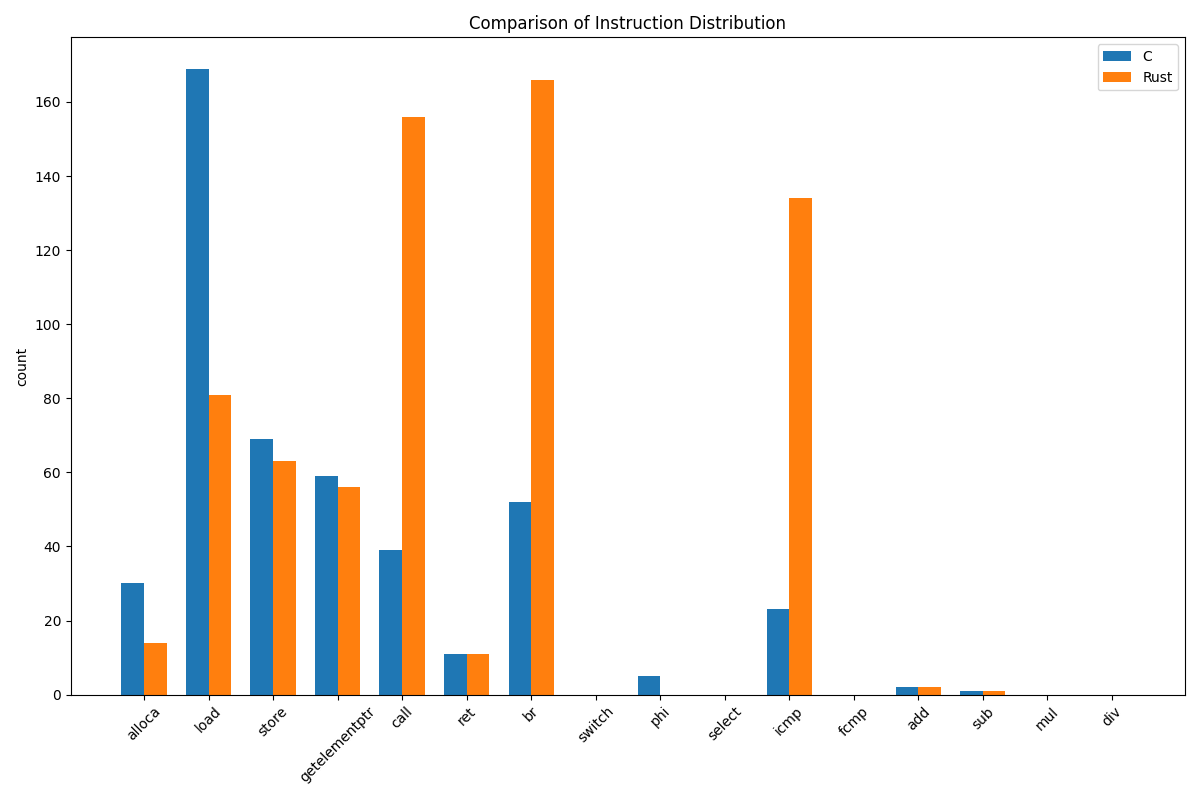 Comparison of Instruction Distribution
C
Rust
count
160
140
120
100
80
60
40
20
0
alloca
load
store
getelementptr
call
ret
br
switch
phi
select
icmp
fcmp
add
sub
mul
div